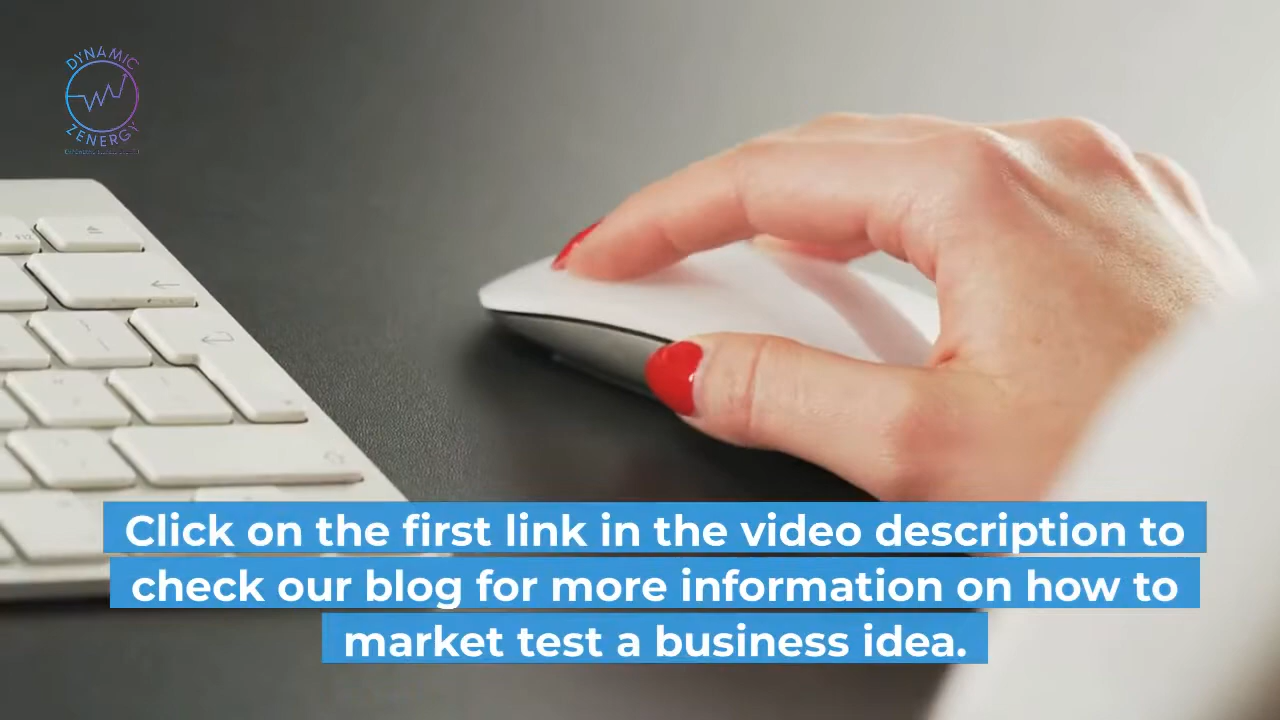 DYNAMIC
ZENERGY
F12
Click on the first link in the video description to
check our blog for more information on how to
market test a business idea.